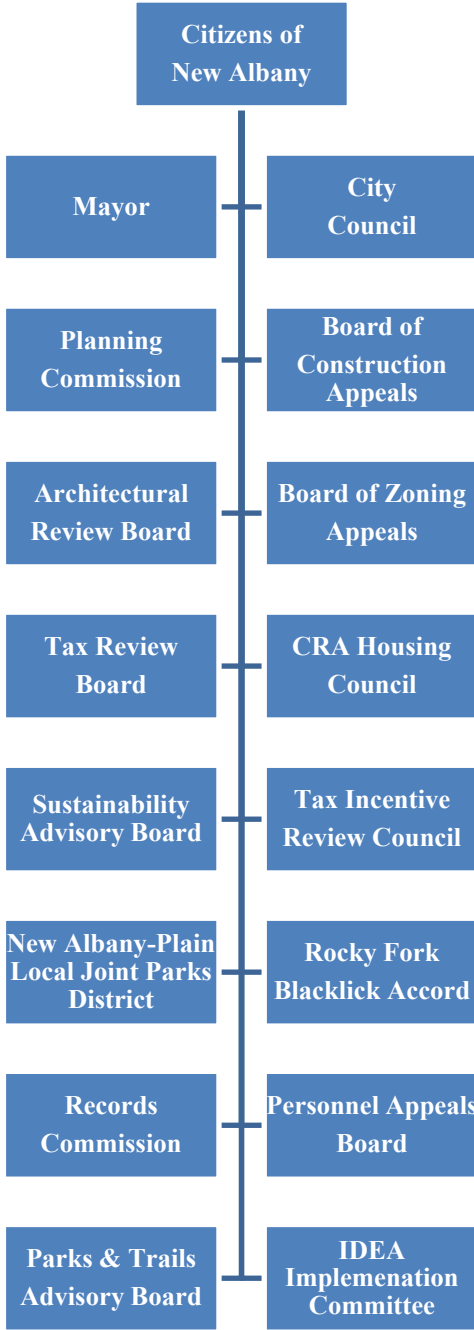 Citizens of
New Albany
Mayor
City
Council
Planning
Commission
Board of
Construction
Appeals
Architectural
Review Board
Board of Zoning
Appeals
Tax Review
Board
CRA Housing
Council
Sustainability
Advisory Board
Tax Incentive
Review Council
New Albany-Plain
Local Joint Parks
District
Rocky Fork
Blacklick Accord
Records
Commission
Personnel Appeals
Board
Parks & Trails
Advisory Board
IDEA
Implemenation
Committee